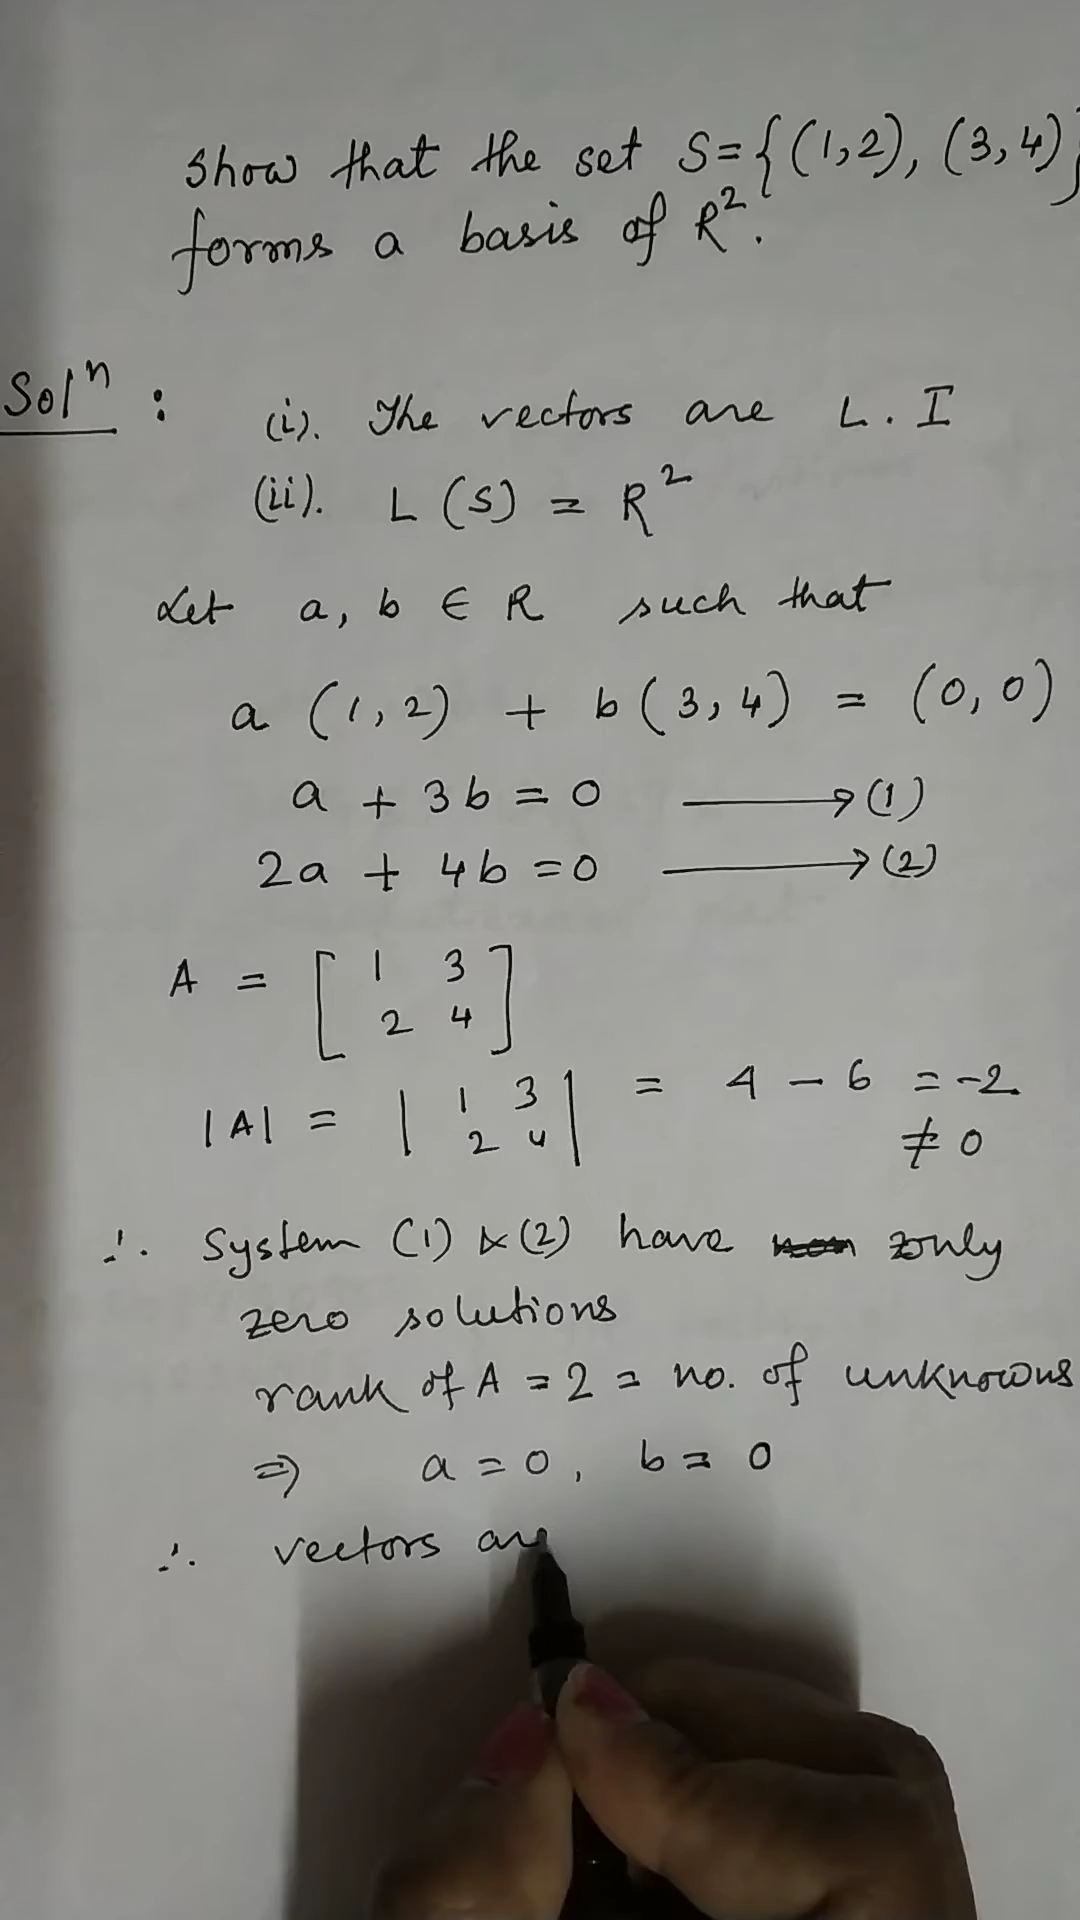 Show that the set S={(1,2), (3,4)}
forms a basis of R².
Solⁿ :
(i). The vectors are L.I
(ii). L(S) = R²
Let a, b ∈ R such that
a (1,2) + b(3,4) = (0,0)
a + 3b = 0 ⟶ (1)
2a + 4b = 0 ⟶ (2)
A = [ 1 3
2 4 ]
|A| = | 1 3
2 4 | = 4 - 6 = -2
≠ 0
∴ System (1) & (2) have only
zero solutions
rank of A = 2 = no. of unknowns
⇒ a = 0, b = 0
∴ vectors are